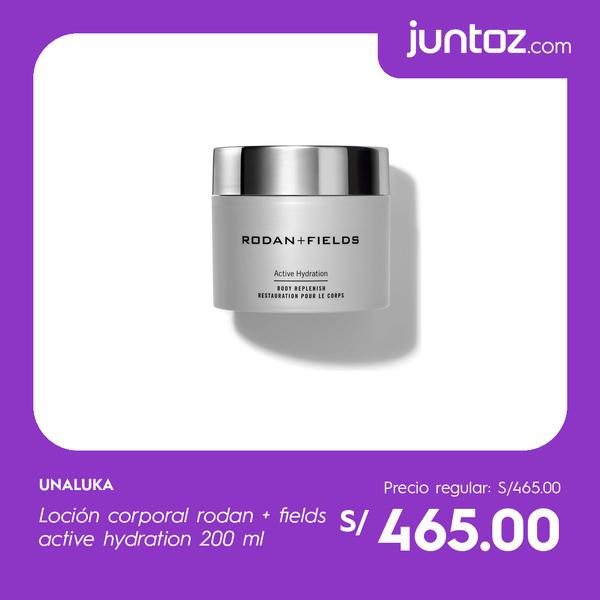 juntoz.com
RODAN+FIELDS
Active Hydration
BODY REPLENISH
RESTAURATION POUR LE CORPS
UNALUKA
Loción corporal rodan + fields
active hydration 200 ml
Precio regular: S/465.00
S/ 465.00